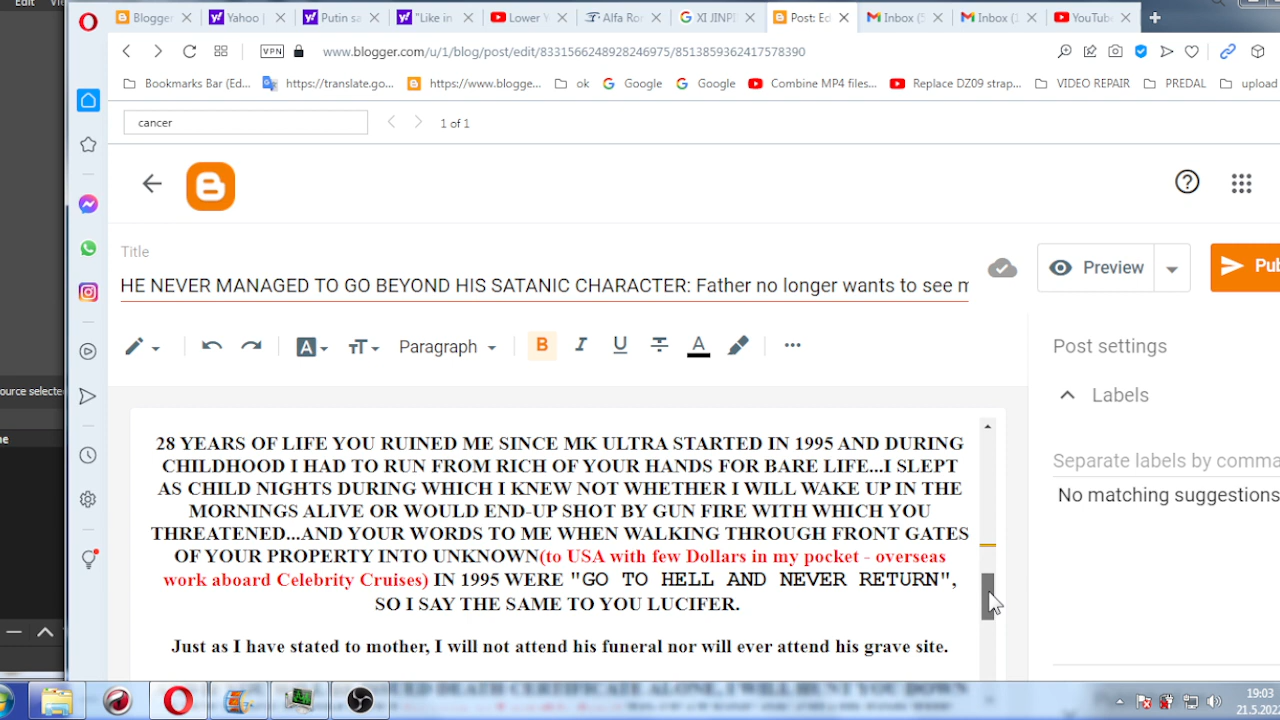 Edit
Blogger
Yahoo
Putin sa
"Like in
Lower
Alfa Ro
XI JINPI
Post: Ed
Inbox (5
Inbox (1
YouTube
VPN
www.blogger.com/u/1/blog/post/edit/8331566248928246975/8513859362417578390
Bookmarks Bar (Ed...
https://translate.go...
https://www.blogge...
ok
Google
Google
Combine MP4 files...
Replace DZ09 strap...
VIDEO REPAIR
PREDAL
upload
cancer
1 of 1
Title
HE NEVER MANAGED TO GO BEYOND HIS SATANIC CHARACTER: Father no longer wants to see
Preview
Paragraph
B
I
U
A
Post settings
Labels
Separate labels by comma
No matching suggestions
28 YEARS OF LIFE YOU RUINED ME SINCE MK ULTRA STARTED IN 1995 AND DURING
CHILDHOOD I HAD TO RUN FROM RICH OF YOUR HANDS FOR BARE LIFE...I SLEPT
AS CHILD NIGHTS DURING WHICH I KNEW NOT WHETHER I WILL WAKE UP IN THE
MORNINGS ALIVE OR WOULD END-UP SHOT BY GUN FIRE WITH WHICH YOU
THREATENED...AND YOUR WORDS TO ME WHEN WALKING THROUGH FRONT GATES
OF YOUR PROPERTY INTO UNKNOWN(to USA with few Dollars in my pocket - overseas
work aboard Celebrity Cruises) IN 1995 WERE "GO TO HELL AND NEVER RETURN",
SO I SAY THE SAME TO YOU LUCIFER.
Just as I have stated to mother, I will not attend his funeral nor will ever attend his grave site.
ource selected
19:03